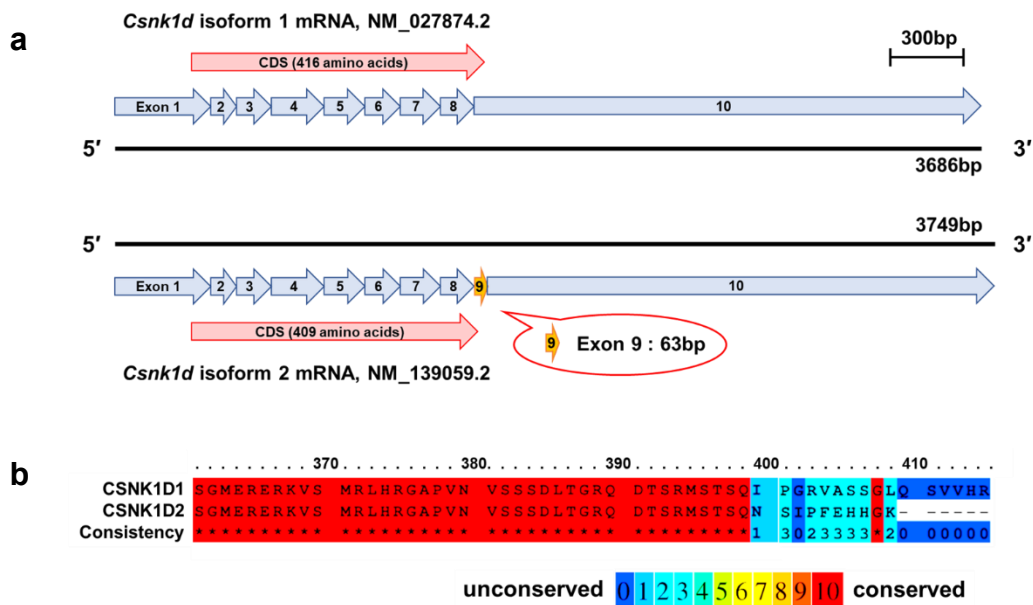 a
Csnk1d isoform 1 mRNA, NM_027874.2
300bp
CDS (416 amino acids)
Exon 1 2 3 4 5 6 7 8 10
5′ 3′
3686bp
3749bp
5′ 3′
Exon 1 2 3 4 5 6 7 8 9 10
CDS (409 amino acids)
9 Exon 9 : 63bp
Csnk1d isoform 2 mRNA, NM_139059.2
b
. . . . . . . . . 370 . . . . . . . . . 380 . . . . . . . . . 390 . . . . . . . . . 400 . . . . . . . . . 410 . . . . .
CSNK1D1 SGMERERKVS MRLHRGAPVN VSSSDLTGRQ DTSRMSTSQI PGRVASSGLQ SVVHR
CSNK1D2 SGMERERKVS MRLHRGAPVN VSSSDLTGRQ DTSRMSTSQN SIPFEHHGK- -----
Consistency ********** ********** ********** *********1 3023333*20 00000
unconserved 0 1 2 3 4 5 6 7 8 9 10 conserved